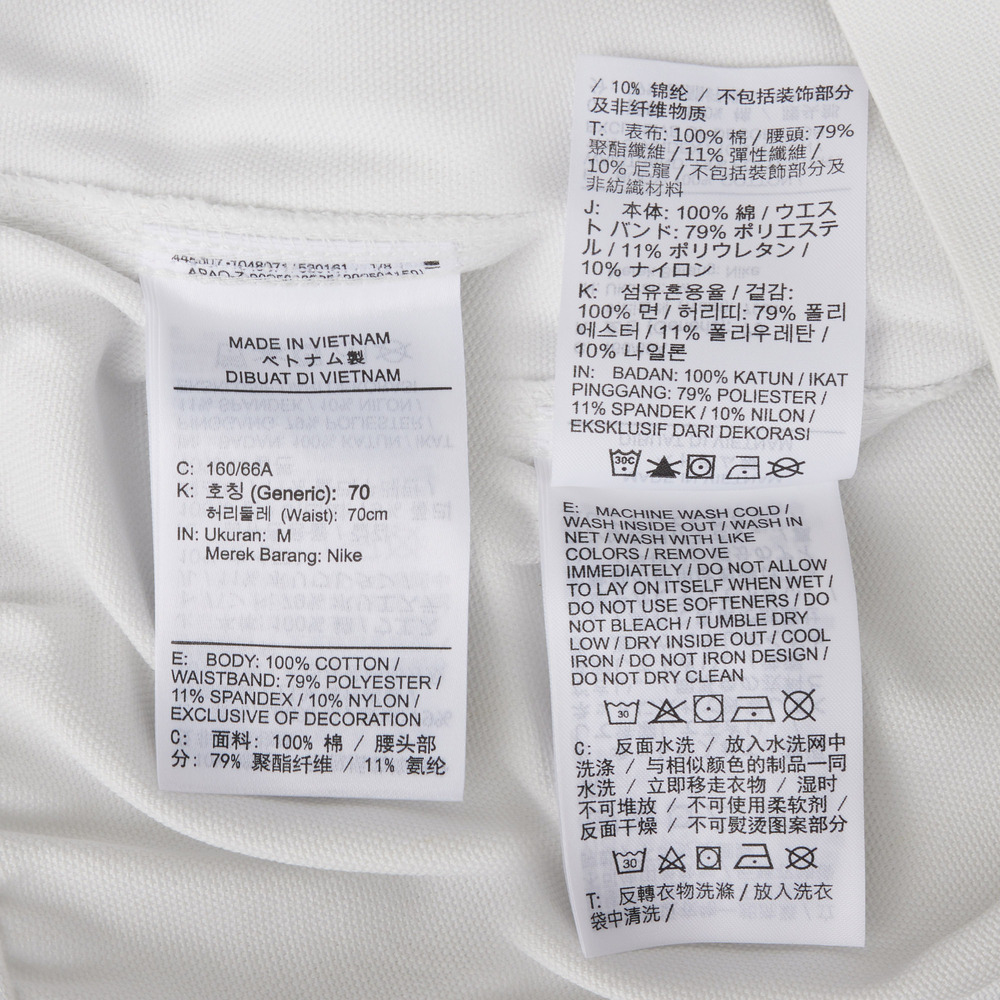 1/8
MADE IN VIETNAM
ベトナム製
DIBUAT DI VIETNAM
C: 160/66A
K: 호칭 (Generic): 70
허리둘레 (Waist): 70cm
IN: Ukuran: M
Merek Barang: Nike
E: BODY: 100% COTTON /
WAISTBAND: 79% POLYESTER /
11% SPANDEX / 10% NYLON /
EXCLUSIVE OF DECORATION
C: 面料: 100% 棉 / 腰头部
分: 79% 聚酯纤维 / 11% 氨纶
/ 10% 锦纶 / 不包括装饰部分
及非纤维物质
T: 表布: 100% 棉 / 腰頭: 79%
聚酯纖維 / 11% 彈性纖維 /
10% 尼龍 / 不包括裝飾部分及
非紡織材料
J: 本体: 100% 綿 / ウエス
ト バンド: 79% ポリエステ
ル / 11% ポリウレタン /
10% ナイロン
K: 섬유혼용율 / 겉감:
100% 면 / 허리띠: 79% 폴리
에스터 / 11% 폴리우레탄 /
10% 나일론
IN: BADAN: 100% KATUN / IKAT
PINGGANG: 79% POLIESTER /
11% SPANDEK / 10% NILON /
EKSKLUSIF DARI DEKORASI
30C
E: MACHINE WASH COLD /
WASH INSIDE OUT / WASH IN
NET / WASH WITH LIKE
COLORS / REMOVE
IMMEDIATELY / DO NOT ALLOW
TO LAY ON ITSELF WHEN WET /
DO NOT USE SOFTENERS / DO
NOT BLEACH / TUMBLE DRY
LOW / DRY INSIDE OUT / COOL
IRON / DO NOT IRON DESIGN /
DO NOT DRY CLEAN
30
C: 反面水洗 / 放入水洗网中
洗涤 / 与相似颜色的制品一同
水洗 / 立即移走衣物 / 湿时
不可堆放 / 不可使用柔软剂 /
反面干燥 / 不可熨烫图案部分
30
T: 反轉衣物洗滌 / 放入洗衣
袋中清洗 /